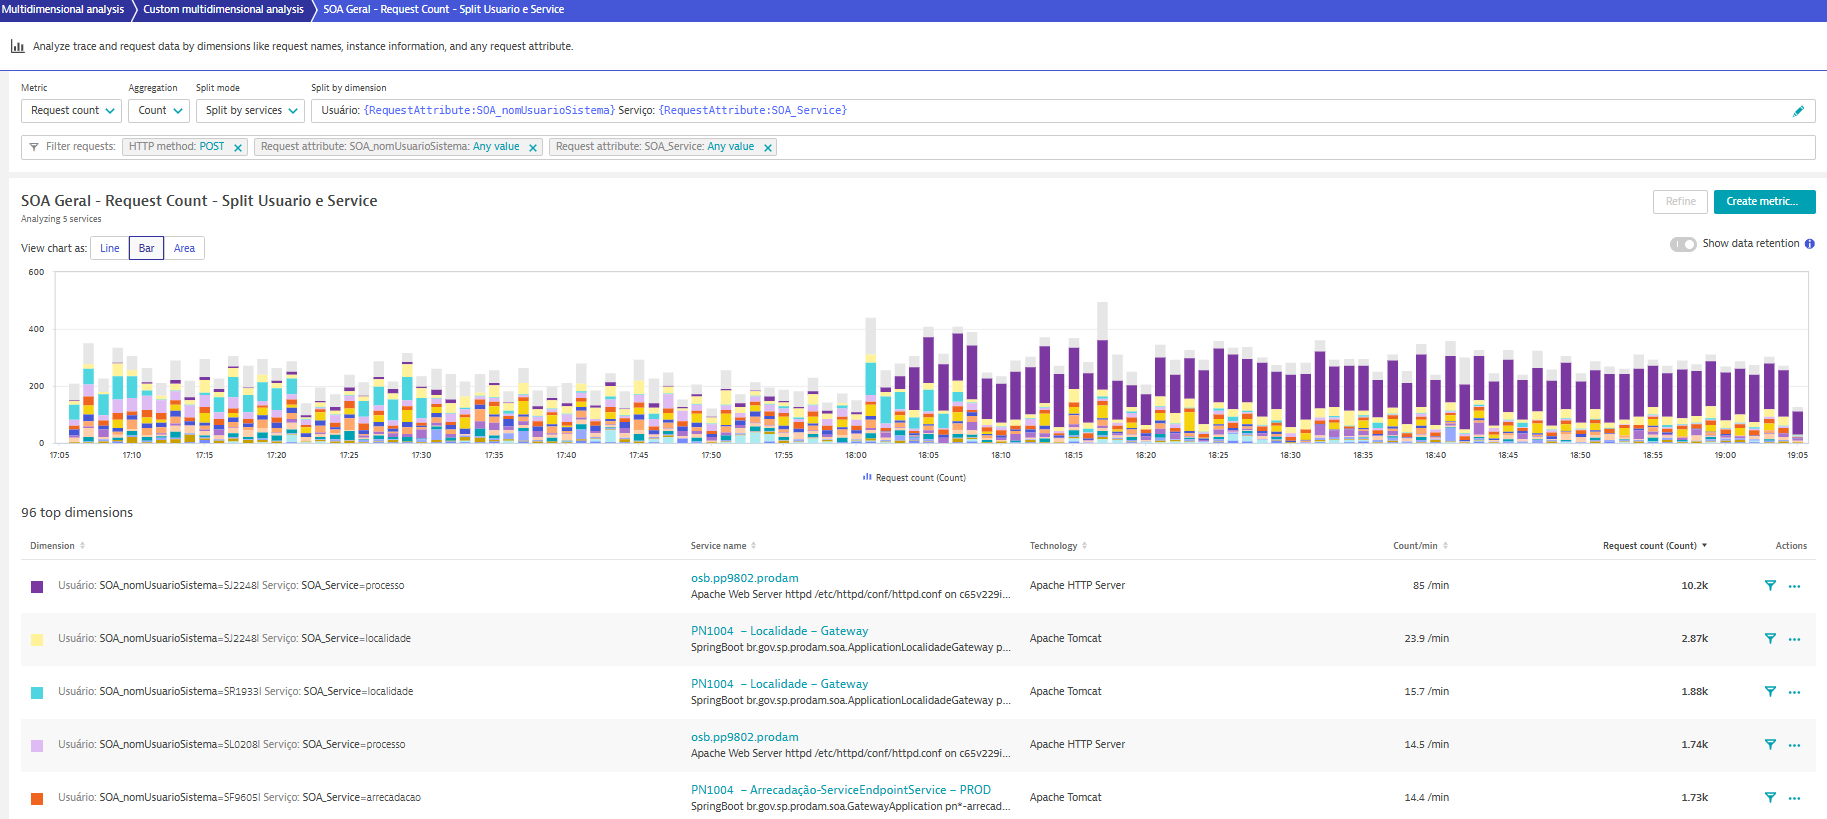 Multidimensional analysis Custom multidimensional analysis SOA Geral - Request Count - Split Usuario e Service
Analyze trace and request data by dimensions like request names, instance information, and any request attribute.
Metric Aggregation Split mode Split by dimension
Request count Count Split by services Usuário: {RequestAttribute:SOA_nomUsuarioSistema} Serviço: {RequestAttribute:SOA_Service}
Filter requests: HTTP method: POST × Request attribute: SOA_nomUsuarioSistema: Any value × Request attribute: SOA_Service: Any value ×
SOA Geral - Request Count - Split Usuario e Service
Refine Create metric...
Analyzing 5 services
View chart as: Line Bar Area
Show data retention
600
400
200
0
17:05 17:10 17:15 17:20 17:25 17:30 17:35 17:40 17:45 17:50 17:55 18:00 18:05 18:10 18:15 18:20 18:25 18:30 18:35 18:40 18:45 18:50 18:55 19:00 19:05
Request count (Count)
96 top dimensions
Dimension Service name Technology Count/min Request count (Count) Actions
Usuário: SOA_nomUsuarioSistema=SJ2248| Serviço: SOA_Service=processo osb.pp9802.prodam Apache HTTP Server 85 /min 10.2k
Apache Web Server httpd /etc/httpd/conf/httpd.conf on c65v229i...
Usuário: SOA_nomUsuarioSistema=SJ2248| Serviço: SOA_Service=localidade PN1004 – Localidade – Gateway Apache Tomcat 23.9 /min 2.87k
SpringBoot br.gov.sp.prodam.soa.ApplicationLocalidadeGateway p...
Usuário: SOA_nomUsuarioSistema=SR1933| Serviço: SOA_Service=localidade PN1004 – Localidade – Gateway Apache Tomcat 15.7 /min 1.88k
SpringBoot br.gov.sp.prodam.soa.ApplicationLocalidadeGateway p...
Usuário: SOA_nomUsuarioSistema=SL0208| Serviço: SOA_Service=processo osb.pp9802.prodam Apache HTTP Server 14.5 /min 1.74k
Apache Web Server httpd /etc/httpd/conf/httpd.conf on c65v229i...
Usuário: SOA_nomUsuarioSistema=SF9605| Serviço: SOA_Service=arrecadacao PN1004 – Arrecadação-ServiceEndpointService – PROD Apache Tomcat 14.4 /min 1.73k
SpringBoot br.gov.sp.prodam.soa.GatewayApplication pn*-arrecad...